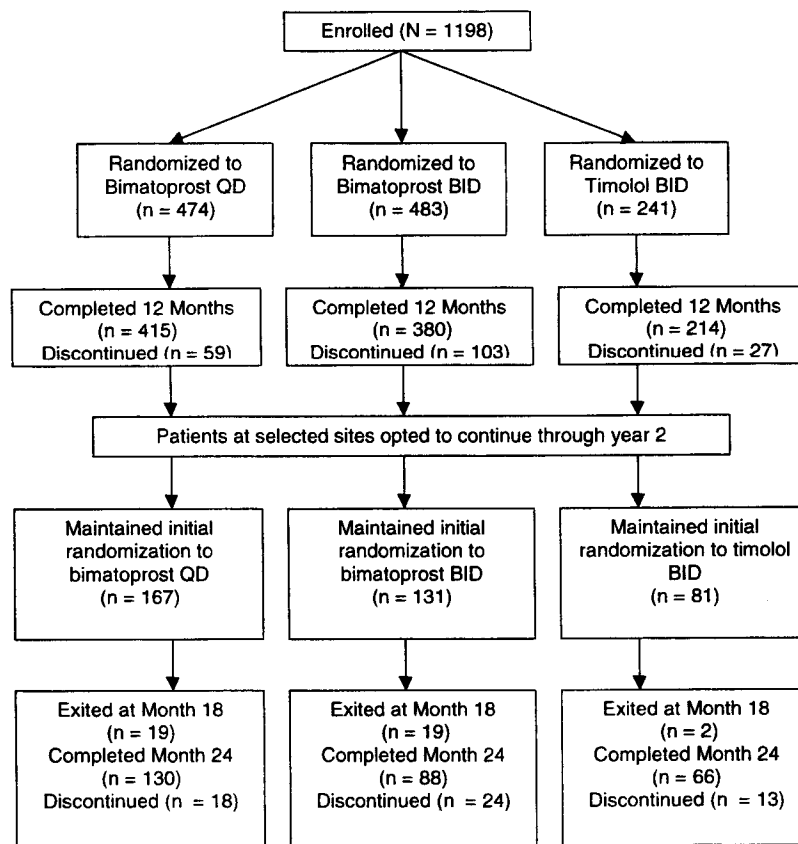 Enrolled (N = 1198)
Randomized to
Bimatoprost QD
(n = 474)
Randomized to
Bimatoprost BID
(n = 483)
Randomized to
Timolol BID
(n = 241)
Completed 12 Months
(n = 415)
Discontinued (n = 59)
Completed 12 Months
(n = 380)
Discontinued (n = 103)
Completed 12 Months
(n = 214)
Discontinued (n = 27)
Patients at selected sites opted to continue through year 2
Maintained initial
randomization to
bimatoprost QD
(n = 167)
Maintained initial
randomization to
bimatoprost BID
(n = 131)
Maintained initial
randomization to timolol
BID
(n = 81)
Exited at Month 18
(n = 19)
Completed Month 24
(n = 130)
Discontinued (n = 18)
Exited at Month 18
(n = 19)
Completed Month 24
(n = 88)
Discontinued (n = 24)
Exited at Month 18
(n = 2)
Completed Month 24
(n = 66)
Discontinued (n = 13)